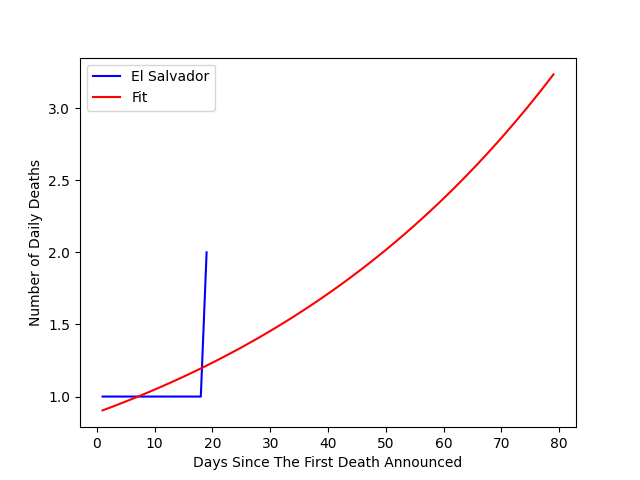 El Salvador
Fit
3.0
2.5
2.0
1.5
1.0
Number of Daily Deaths
0 10 20 30 40 50 60 70 80
Days Since The First Death Announced